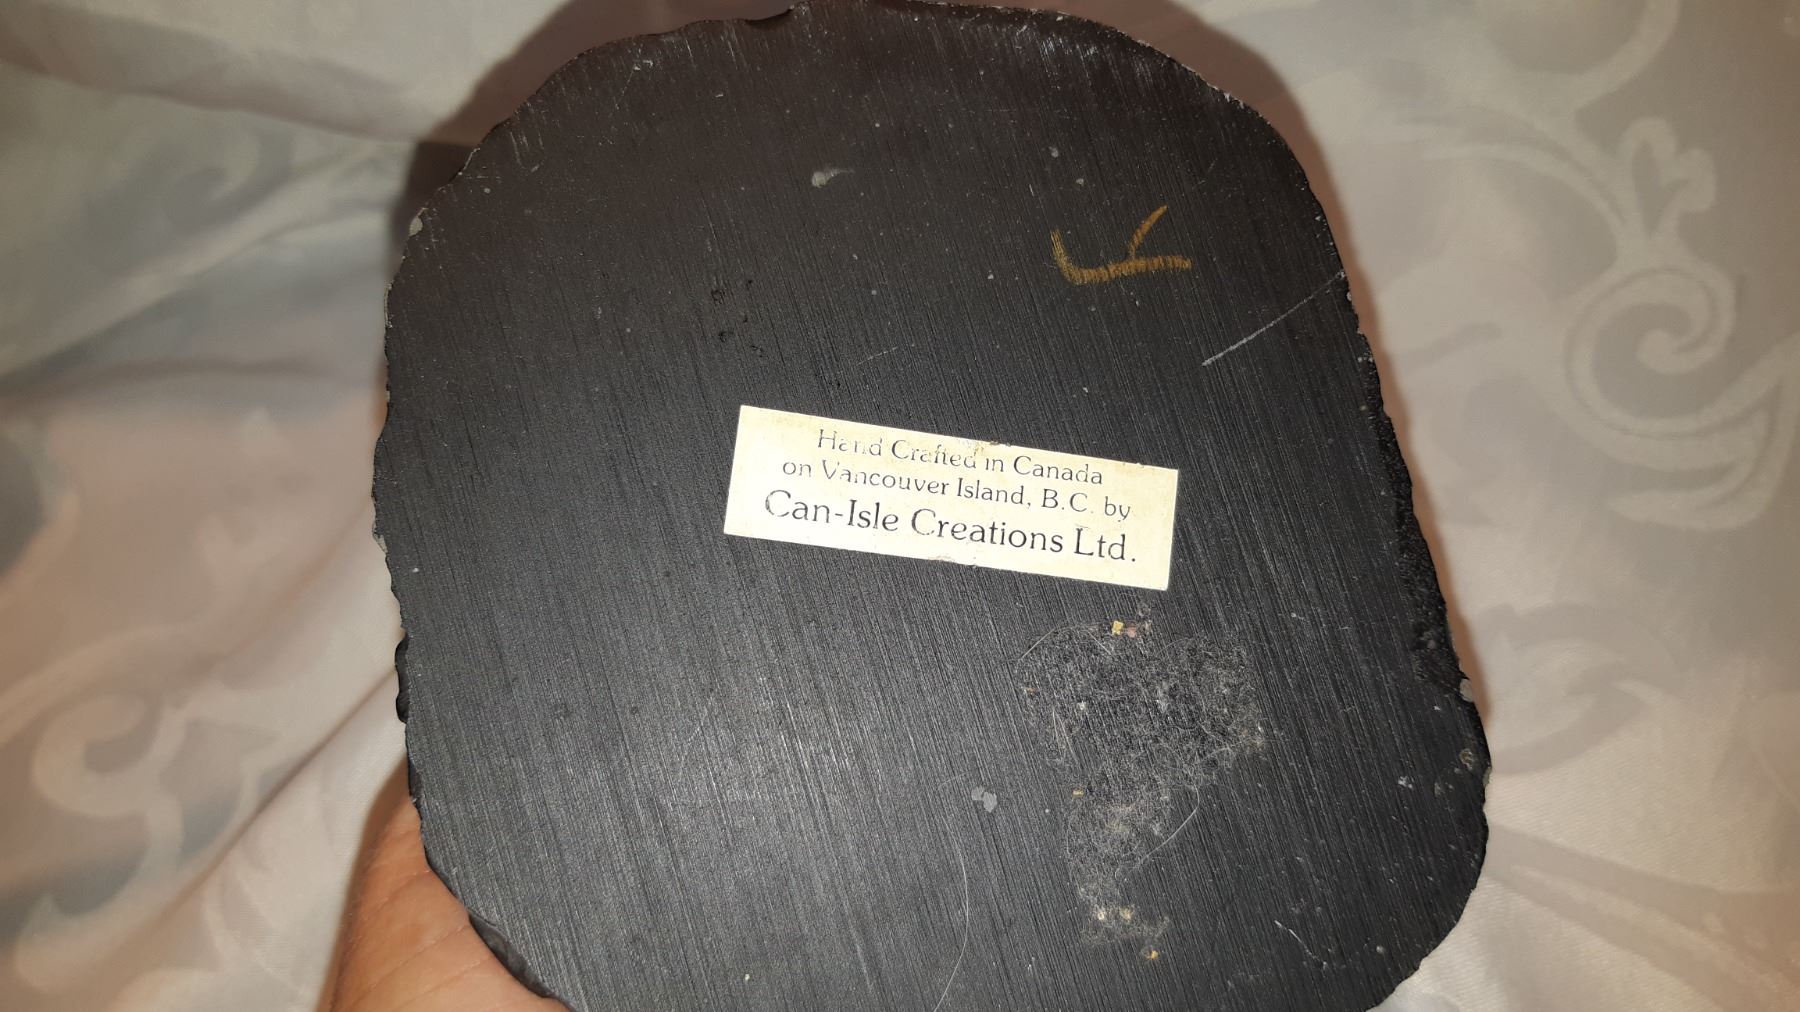 Hand Crafted in Canada
on Vancouver Island, B.C. by
Can-Isle Creations Ltd.